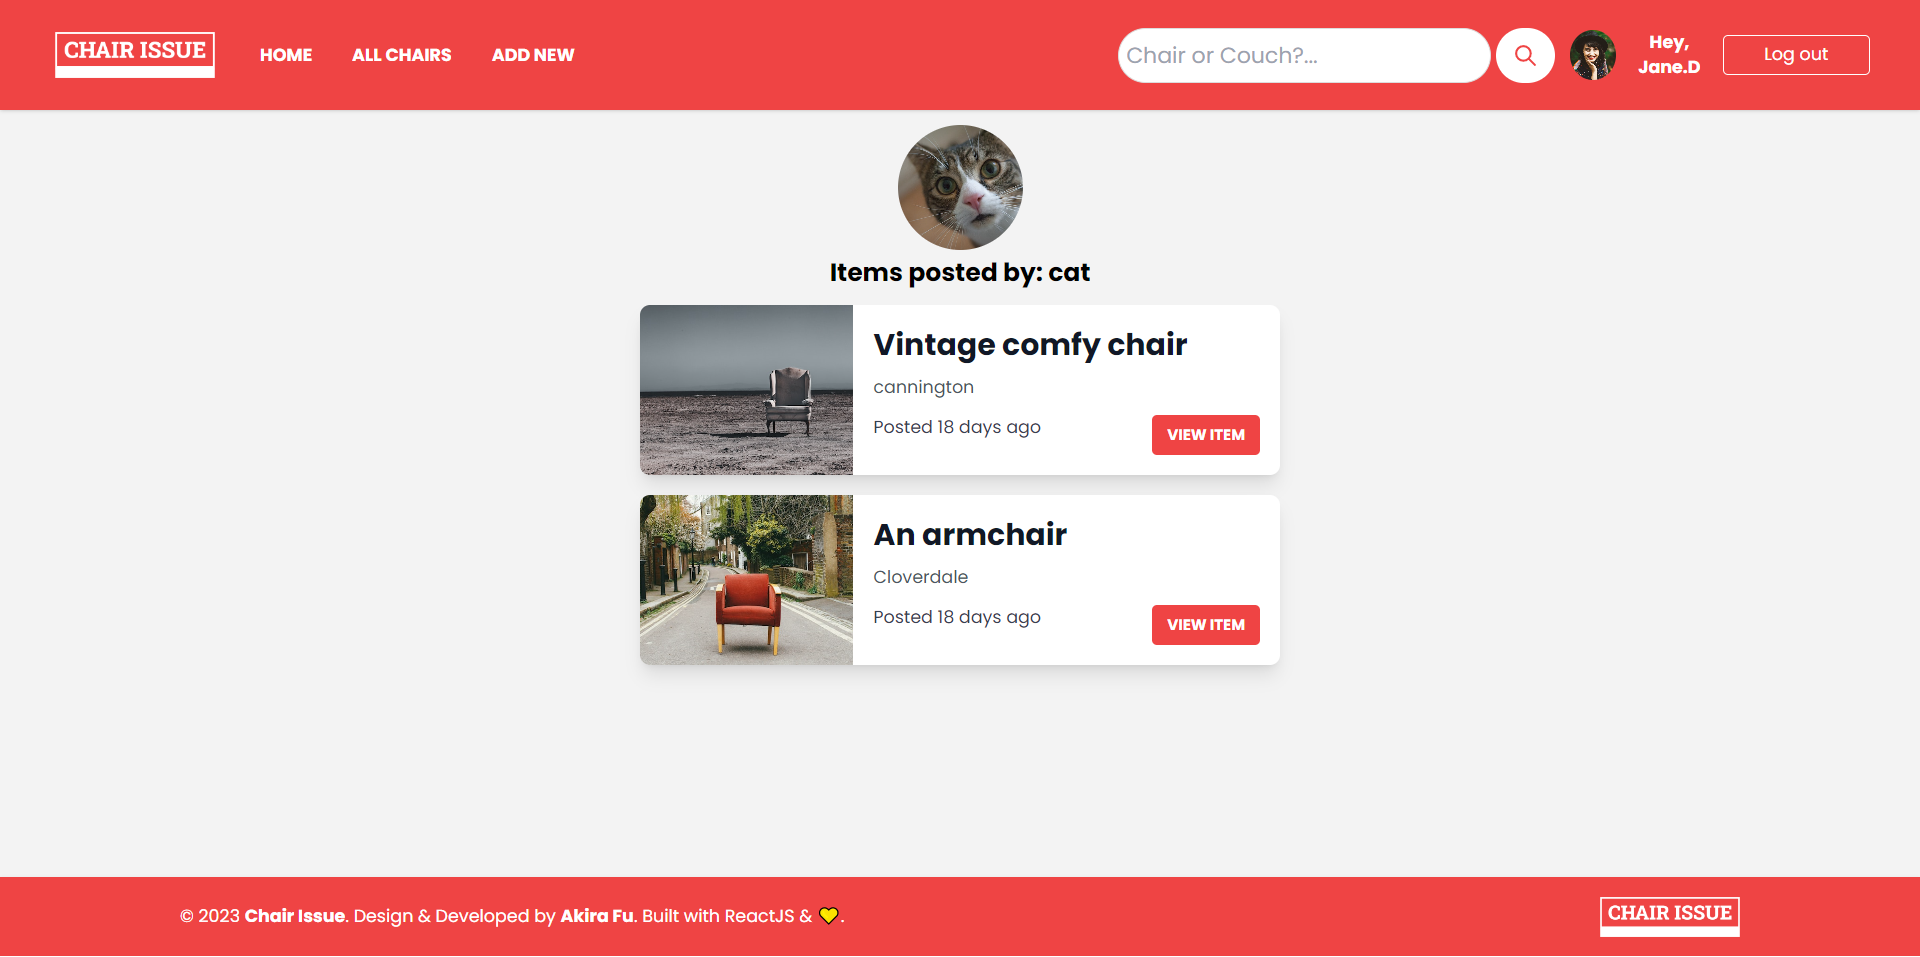 CHAIR ISSUE
HOME
ALL CHAIRS
ADD NEW
Chair or Couch?...
Hey,
Jane.D
Log out
Items posted by: cat
Vintage comfy chair
cannington
Posted 18 days ago
VIEW ITEM
An armchair
Cloverdale
Posted 18 days ago
VIEW ITEM
© 2023 Chair Issue. Design & Developed by Akira Fu. Built with ReactJS & 💛.
CHAIR ISSUE